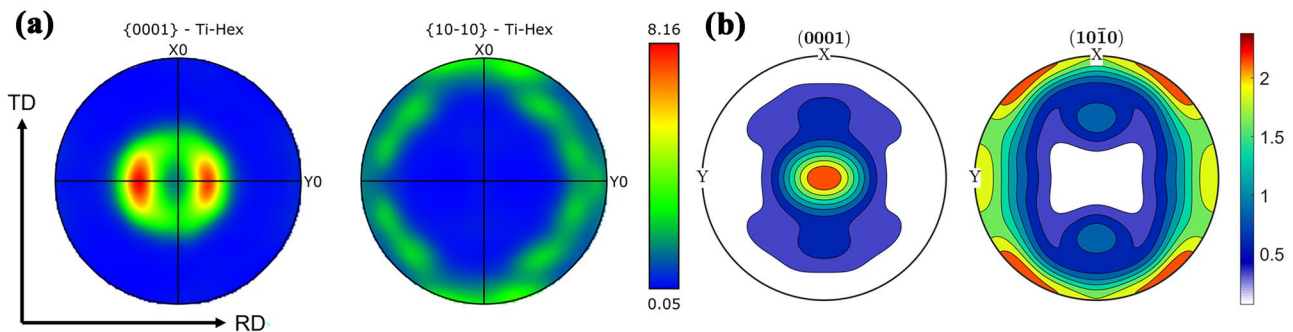 (a)
{0001} - Ti-Hex
X0
Y0
TD
RD
{10-10} - Ti-Hex
X0
Y0
8.16
0.05
(b)
(0001)
X
Y
(101̄0)
X
Y
2
1.5
1
0.5